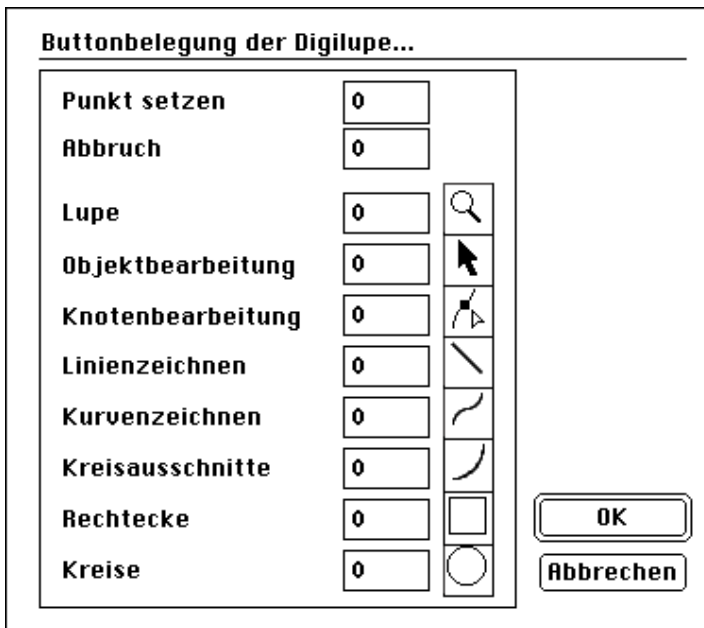 Buttonbelegung der Digilupe...
Punkt setzen 0
Abbruch 0
Lupe 0
Objektbearbeitung 0
Knotenbearbeitung 0
Linienzeichnen 0
Kurvenzeichnen 0
Kreisausschnitte 0
Rechtecke 0
OK
Kreise 0
Abbrechen